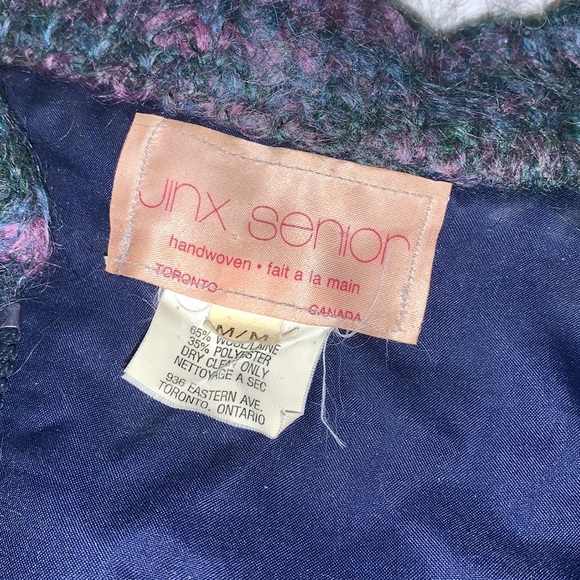 Jinx senior
handwoven • fait a la main
TORONTO CANADA
M/M
65% WOOL/LAINE
35% POLYESTER
DRY CLEAN ONLY
NETTOYAGE A SEC
936 EASTERN AVE.
TORONTO, ONTARIO